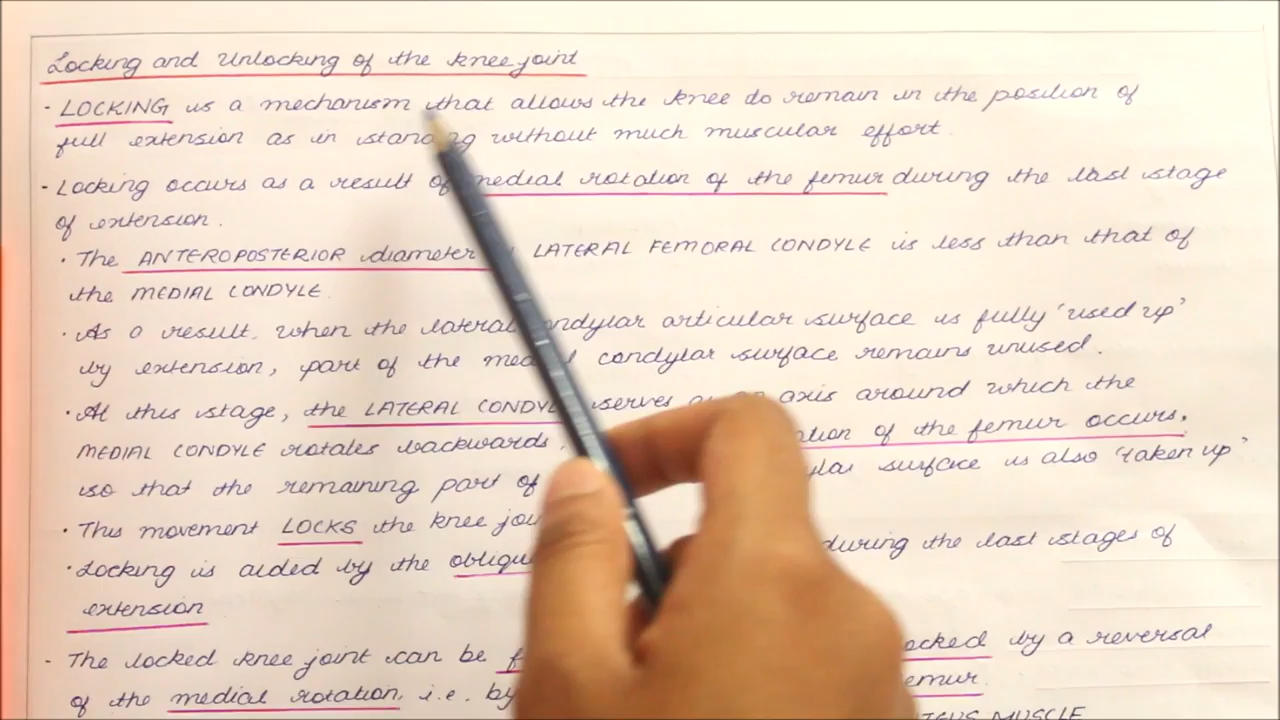 Locking and Unlocking of the knee joint
- LOCKING is a mechanism that allows the knee to remain in the position of
full extension as in standing without much muscular effort.
- Locking occurs as a result of medial rotation of the femur during the last stage
of extension.
• The ANTEROPOSTERIOR diameter LATERAL FEMORAL CONDYLE is less than that of
the MEDIAL CONDYLE.
• As a result, when the lateral condylar articular surface is fully 'used up'
by extension, part of the condylar surface remains unused.
• At this stage, the LATERAL CONDYLE serves as an axis around which the
MEDIAL CONDYLE rotates backwards, of the femur occurs,
so that the remaining part of surface is also 'taken up'
• This movement LOCKS the knee
• Locking is aided by the during the last stages of
extension
- The locked knee joint can be by a reversal
of the medial rotation, i.e. by
MUSCLE